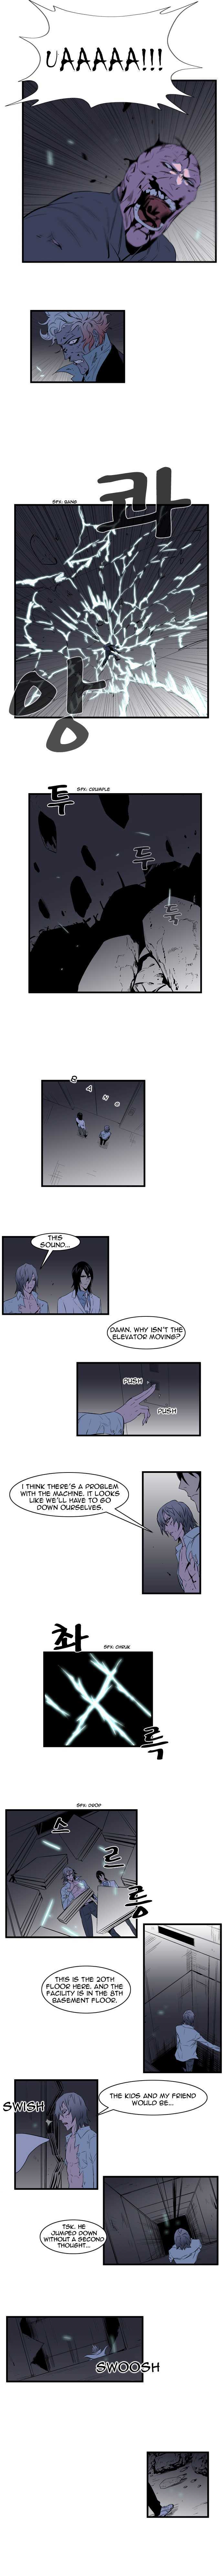 UAAAAA!!!
SFX: GANG
콰
앙
SFX: CRUMPLE
투
투
툭
GANG
THIS
SOUND...
DAMN, WHY ISN'T THE
ELEVATOR MOVING?
PUSH
PUSH
I THINK THERE'S A PROBLEM
WITH THE MACHINE. IT LOOKS
LIKE WE'LL HAVE TO GO
DOWN OURSELVES.
촤
SFX: CHRUK
륵
SFX: DROP
스
르
릉
THIS IS THE 20TH
FLOOR HERE, AND THE
FACILITY IS IN THE 8TH
BASEMENT FLOOR.
THE KIDS AND MY FRIEND
WOULD BE...
SWISH
TSK, HE
JUMPED DOWN
WITHOUT A SECOND
THOUGHT...
SWOOSH